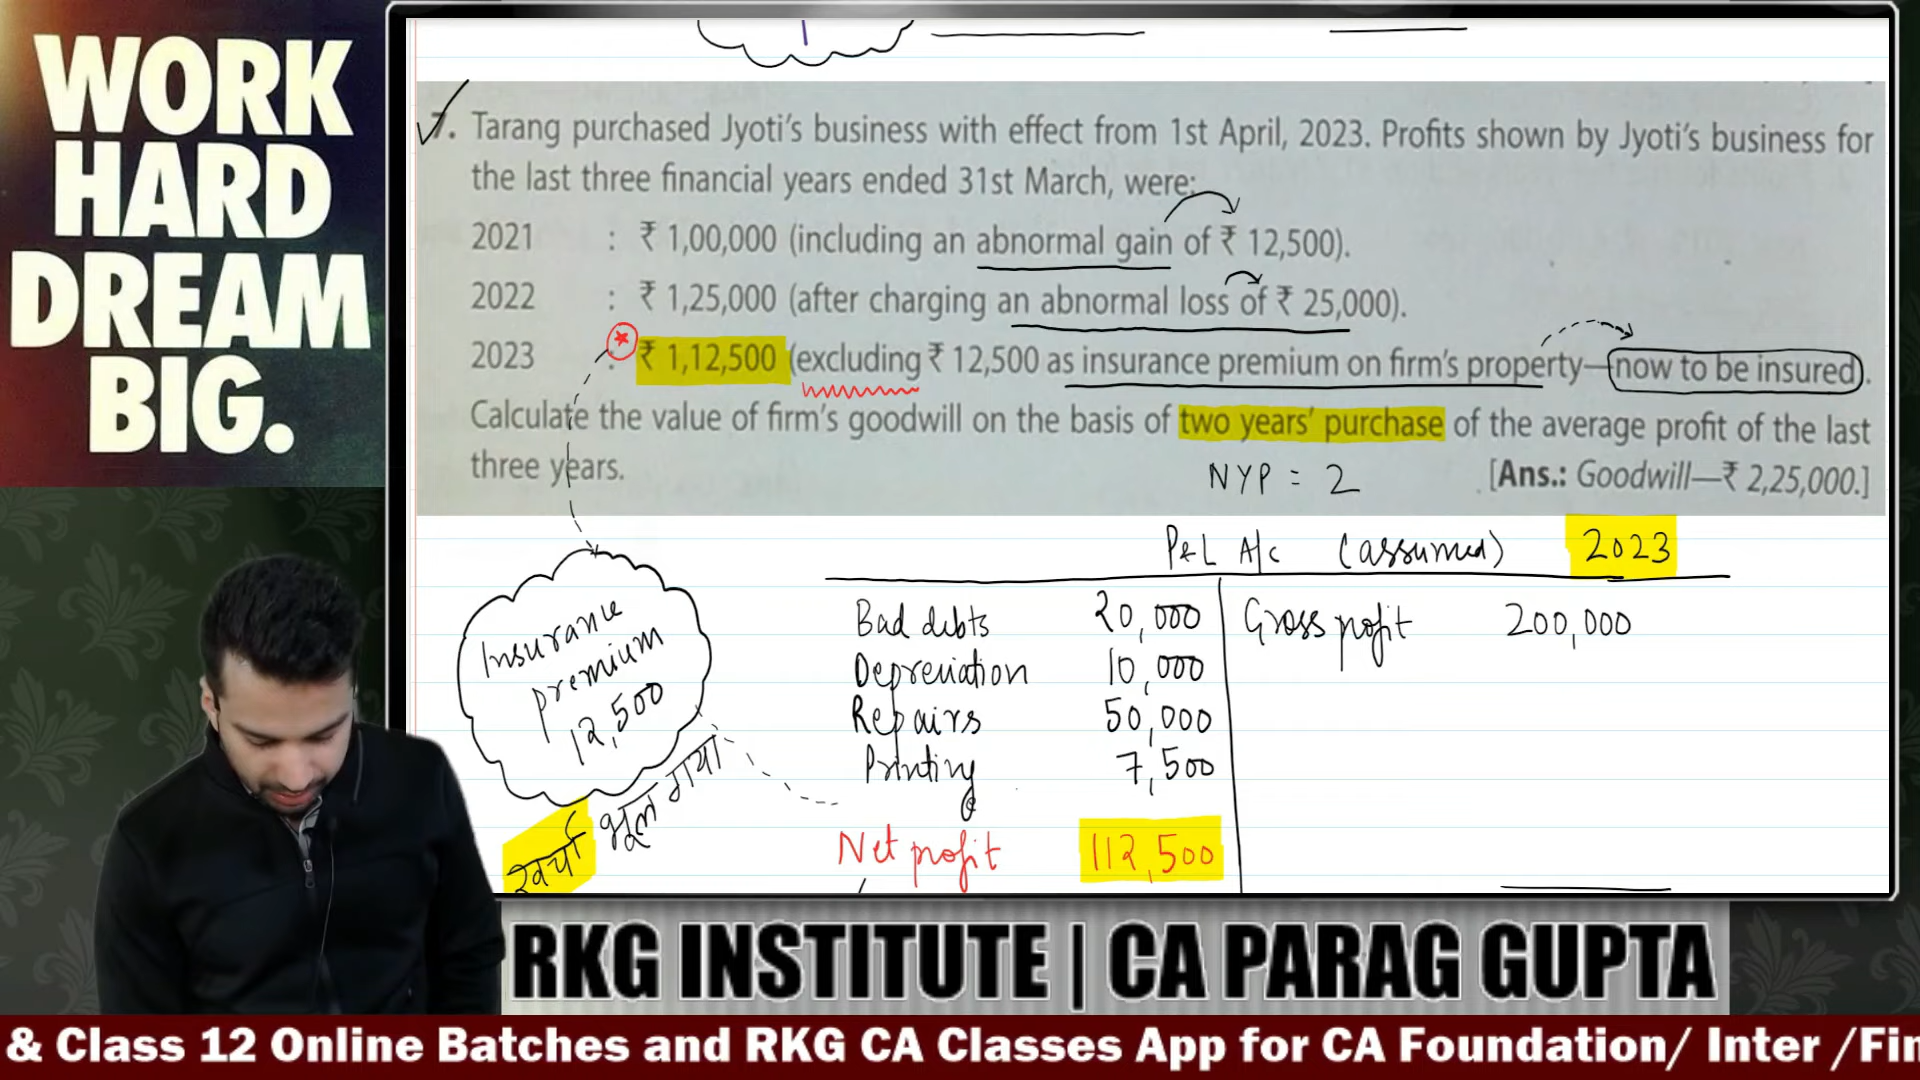 WORK
HARD
DREAM
BIG.
7. Tarang purchased Jyoti's business with effect from 1st April, 2023. Profits shown by Jyoti's business for
the last three financial years ended 31st March, were:
2021 : ₹ 1,00,000 (including an abnormal gain of ₹ 12,500).
2022 : ₹ 1,25,000 (after charging an abnormal loss of ₹ 25,000).
2023 : ₹ 1,12,500 (excluding ₹ 12,500 as insurance premium on firm's property—now to be insured).
Calculate the value of firm's goodwill on the basis of two years' purchase of the average profit of the last
three years.
NYP = 2
[Ans.: Goodwill—₹ 2,25,000.]
P&L A/c (assumed) 2023
Bad debts 20,000 Gross profit 200,000
Depreciation 10,000
Repairs 50,000
Printing 7,500
Net profit 112,500
Insurance
premium
12,500
खर्चा भूल गया
RKG INSTITUTE | CA PARAG GUPTA
& Class 12 Online Batches and RKG CA Classes App for CA Foundation/ Inter /Fin